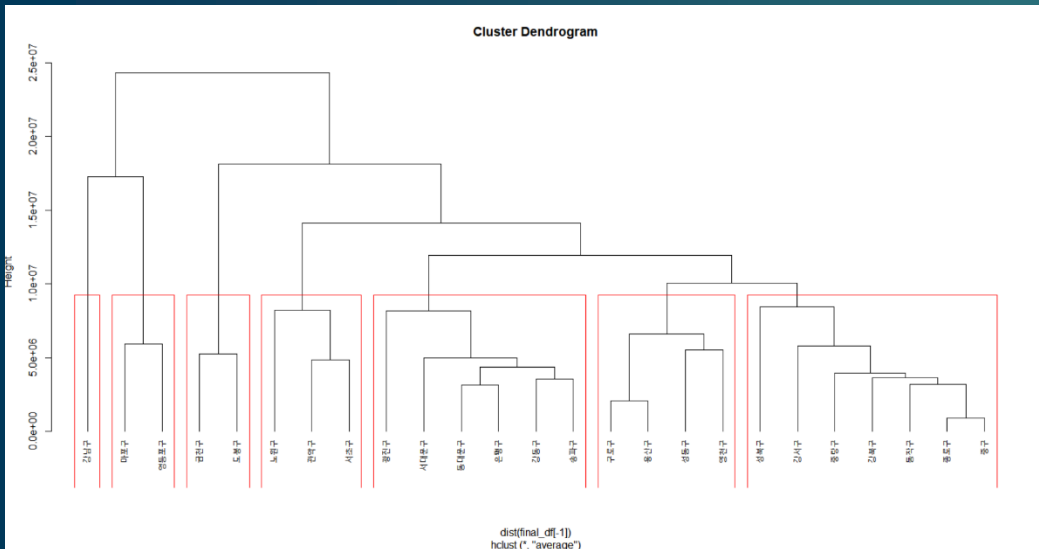 Cluster Dendrogram
2.5e+07
2.0e+07
1.5e+07
1.0e+07
5.0e+06
0.0e+00
Height
강남구
마포구
영등포구
금천구
도봉구
노원구
관악구
서초구
광진구
서대문구
동대문구
은평구
강동구
송파구
구로구
용산구
성동구
양천구
성북구
강서구
중랑구
강북구
동작구
종로구
중구
dist(final_df[-1])
hclust (*, "average")